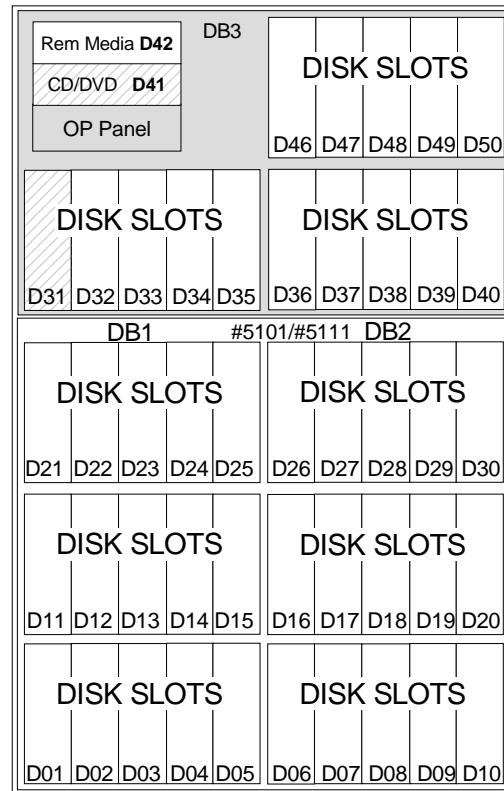 DB3
Rem Media D42
CD/DVD D41
OP Panel
DISK SLOTS
D46 D47 D48 D49 D50
DISK SLOTS
D31 D32 D33 D34 D35
DISK SLOTS
D36 D37 D38 D39 D40
DB1 #5101/#5111 DB2
DISK SLOTS
D21 D22 D23 D24 D25
DISK SLOTS
D26 D27 D28 D29 D30
DISK SLOTS
D11 D12 D13 D14 D15
DISK SLOTS
D16 D17 D18 D19 D20
DISK SLOTS
D01 D02 D03 D04 D05
DISK SLOTS
D06 D07 D08 D09 D10